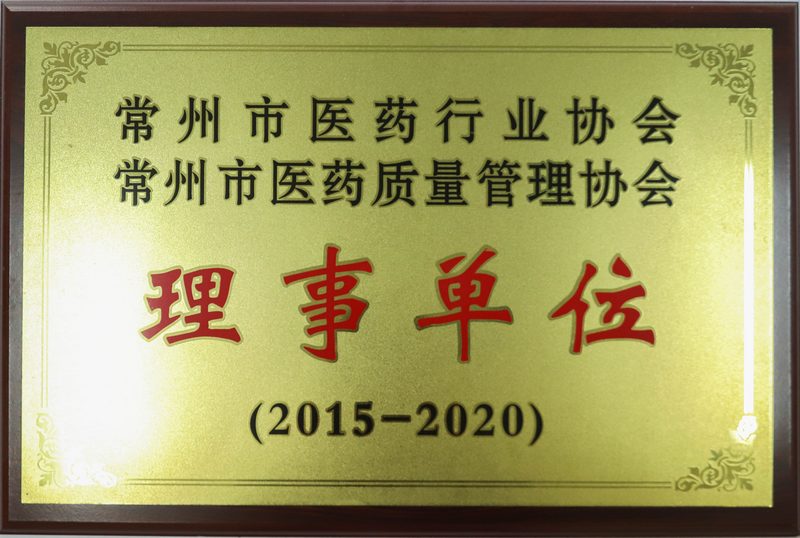 常州市医药行业协会
常州市医药质量管理协会
理事单位
(2015-2020)